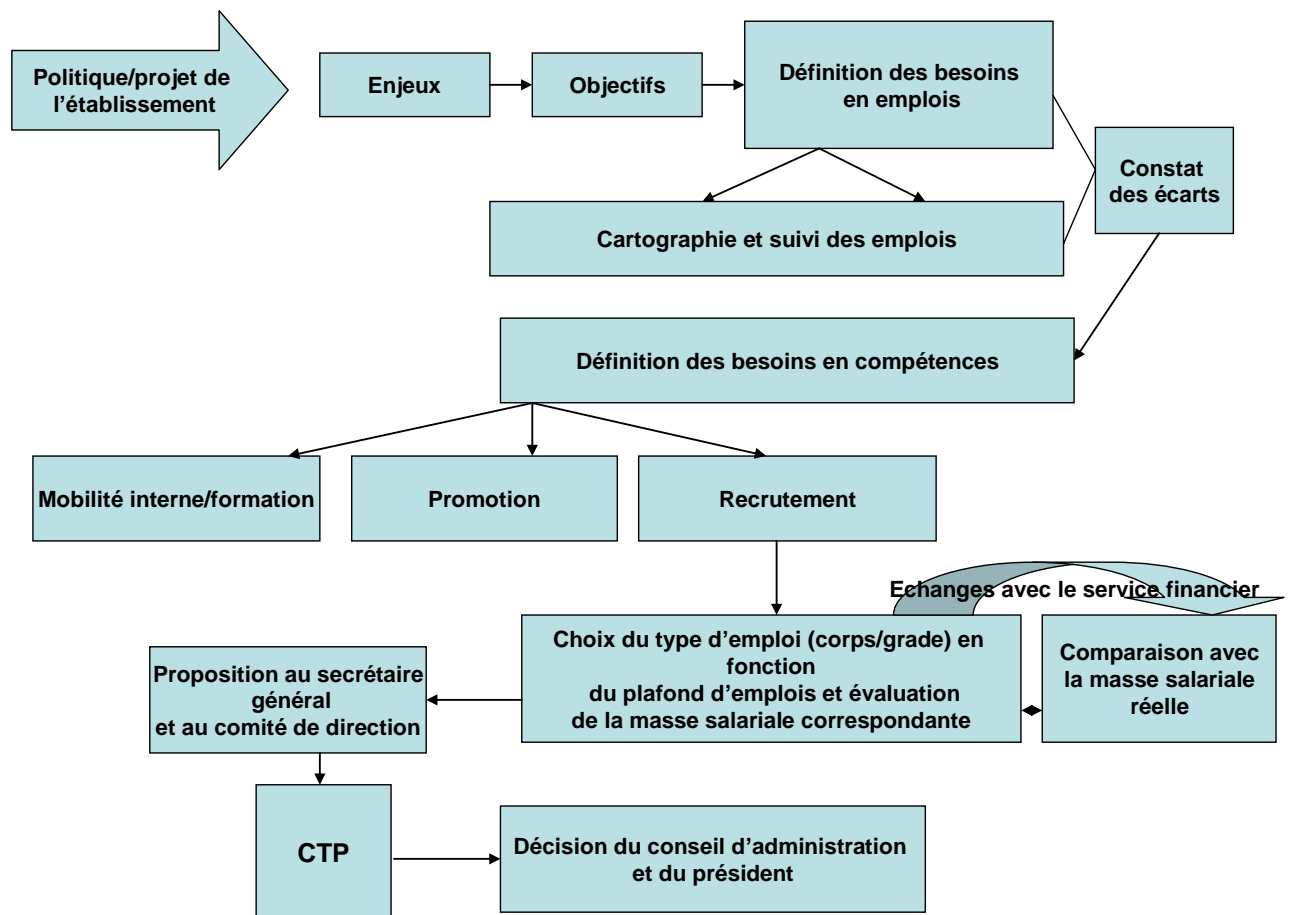 Politique/projet de
l'établissement
Enjeux
Objectifs
Définition des besoins
en emplois
Constat
des écarts
Cartographie et suivi des emplois
Définition des besoins en compétences
Mobilité interne/formation
Promotion
Recrutement
Echanges avec le service financier
Choix du type d'emploi (corps/grade) en
fonction
du plafond d'emplois et évaluation
de la masse salariale correspondante
Comparaison avec
la masse salariale
réelle
Proposition au secrétaire
général
et au comité de direction
CTP
Décision du conseil d'administration
et du président